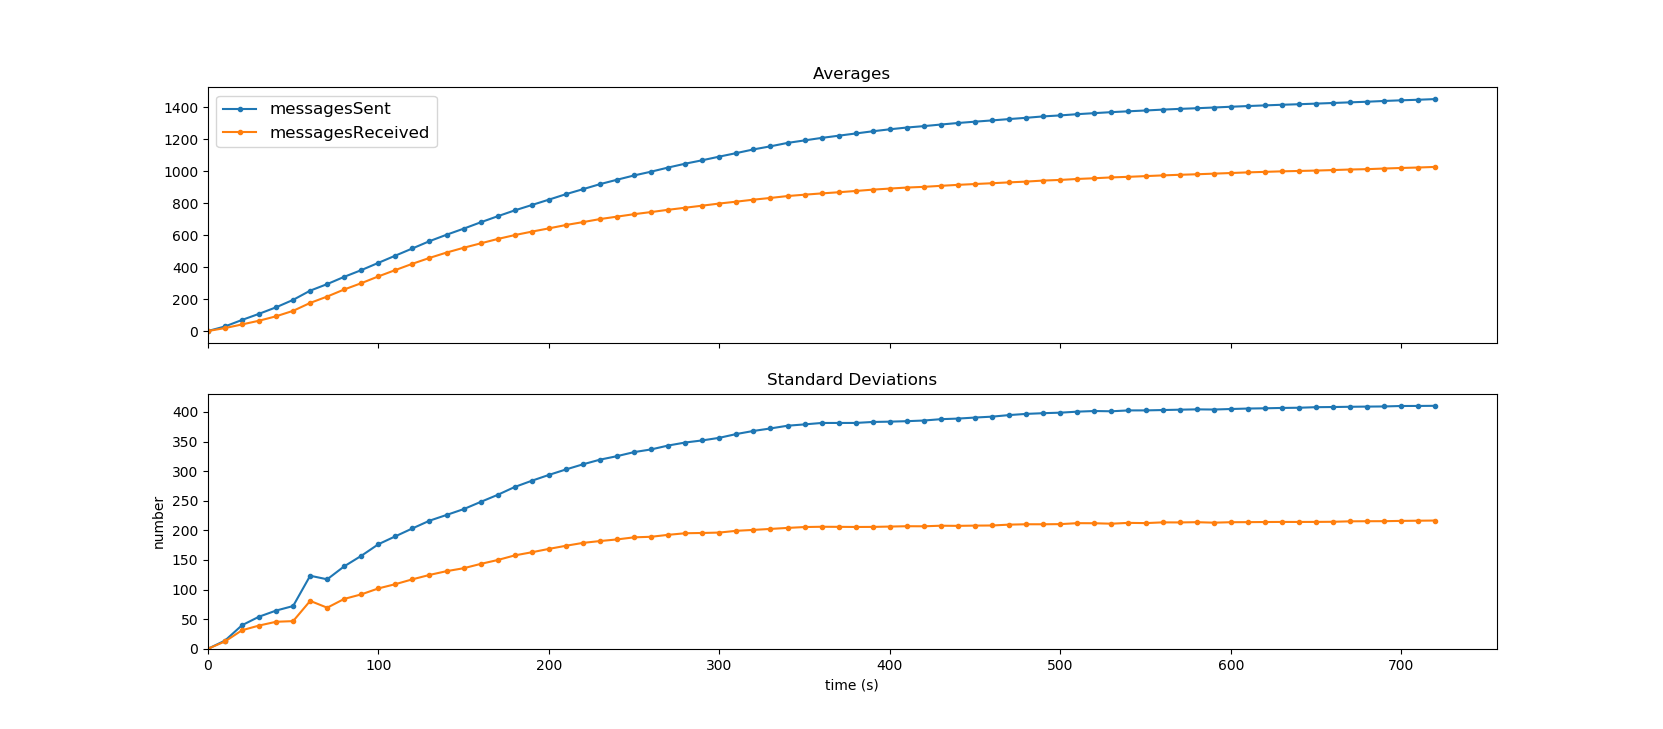 Averages
messagesSent
messagesReceived
1400
1200
1000
800
600
400
200
0
Standard Deviations
400
350
300
250
200
150
100
50
0
number
0 100 200 300 400 500 600 700
time (s)